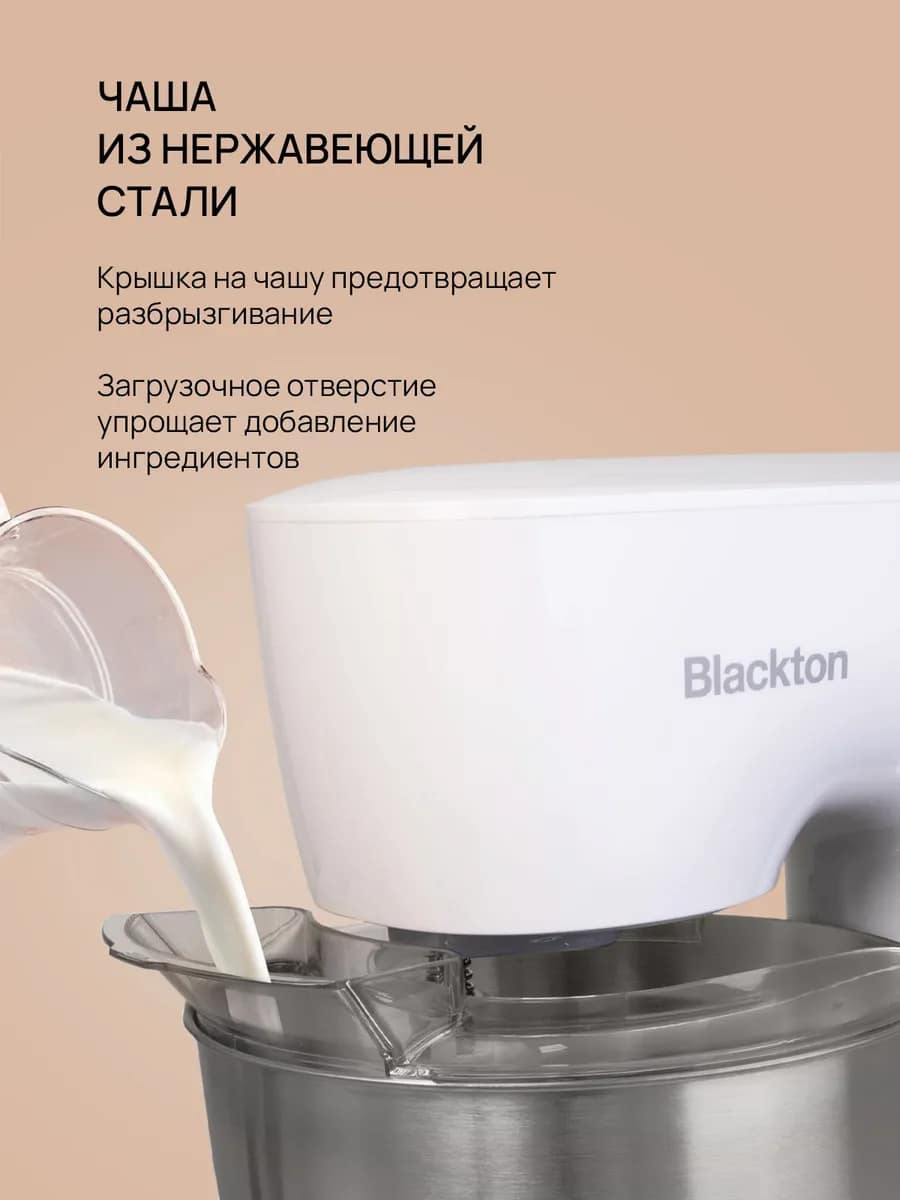 ЧАША
ИЗ НЕРЖАВЕЮЩЕЙ
СТАЛИ
Крышка на чашу предотвращает
разбрызгивание
Загрузочное отверстие
упрощает добавление
ингредиентов
Blackton